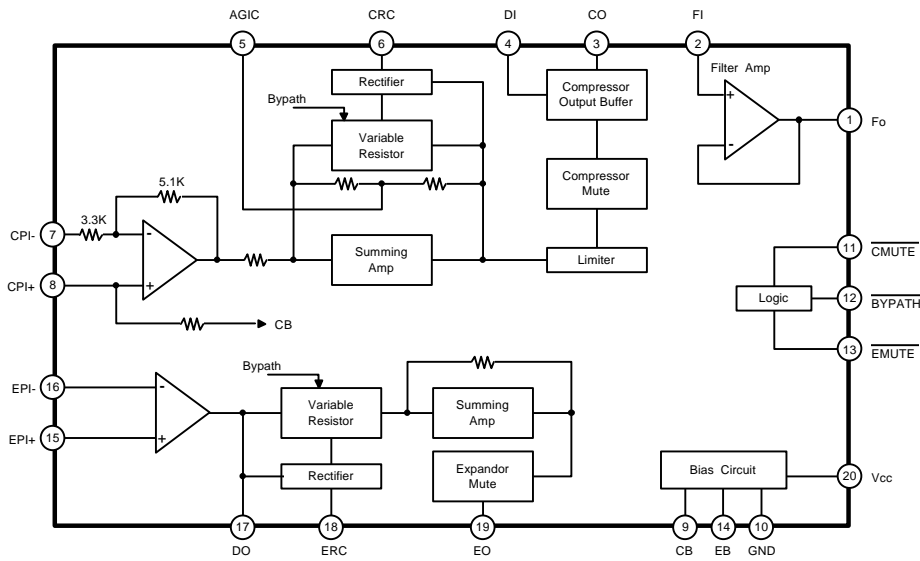 AGIC CRC DI CO FI
5 6 4 3 2
Rectifier
Bypath
Variable
Resistor
Compressor
Output Buffer
Compressor
Mute
Limiter
Filter Amp
+
-
1 Fo
5.1K
3.3K
CPI- 7
-
CPI+ 8
+
Summing
Amp
CB
11 CMUTE
Logic
12 BYPATH
13 EMUTE
Bypath
EPI- 16
-
EPI+ 15
+
Variable
Resistor
Summing
Amp
Rectifier
Expandor
Mute
Bias Circuit
20 Vcc
17 18 19 9 14 10
DO ERC EO CB EB GND